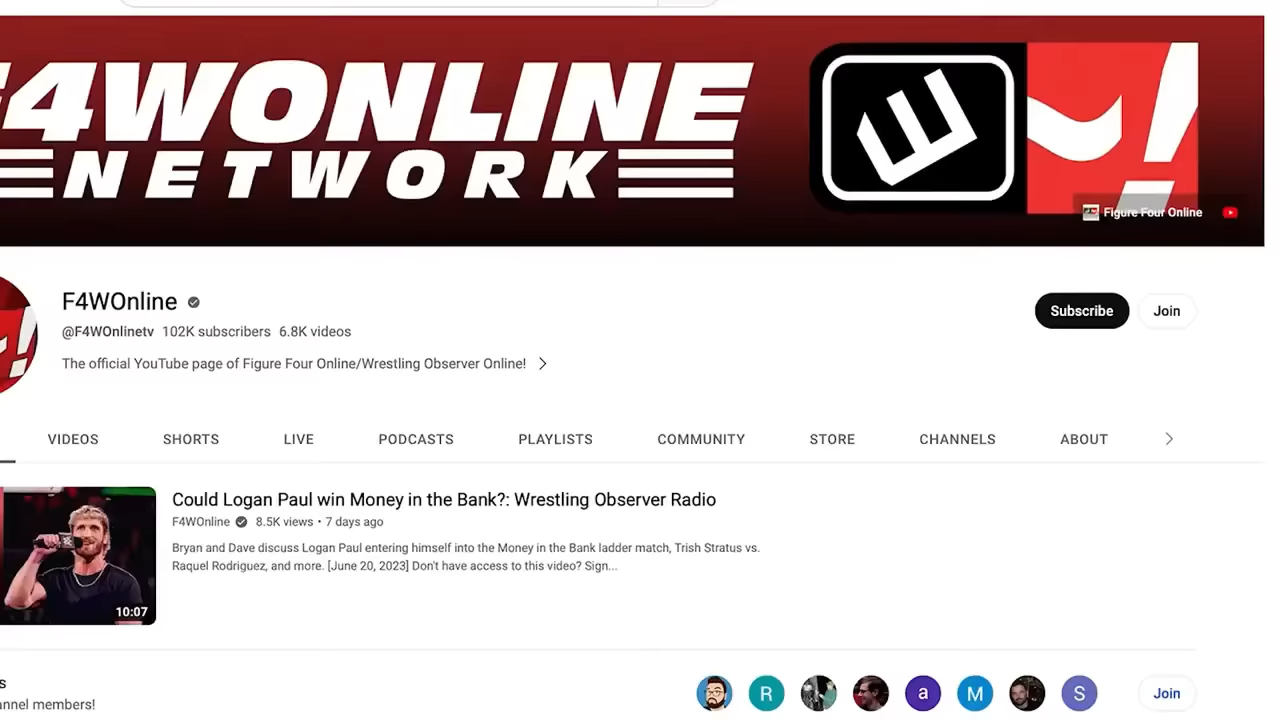 F4WONLINE
NETWORK
Figure Four Online
F4WOnline
@F4WOnlinetv 102K subscribers 6.8K videos
The official YouTube page of Figure Four Online/Wrestling Observer Online!
Subscribe
Join
VIDEOS SHORTS LIVE PODCASTS PLAYLISTS COMMUNITY STORE CHANNELS ABOUT
10:07
Could Logan Paul win Money in the Bank?: Wrestling Observer Radio
F4WOnline 8.5K views • 7 days ago
Bryan and Dave discuss Logan Paul entering himself into the Money in the Bank ladder match, Trish Stratus vs.
Raquel Rodriguez, and more. [June 20, 2023] Don't have access to this video? Sign...
members!
R a M S
Join